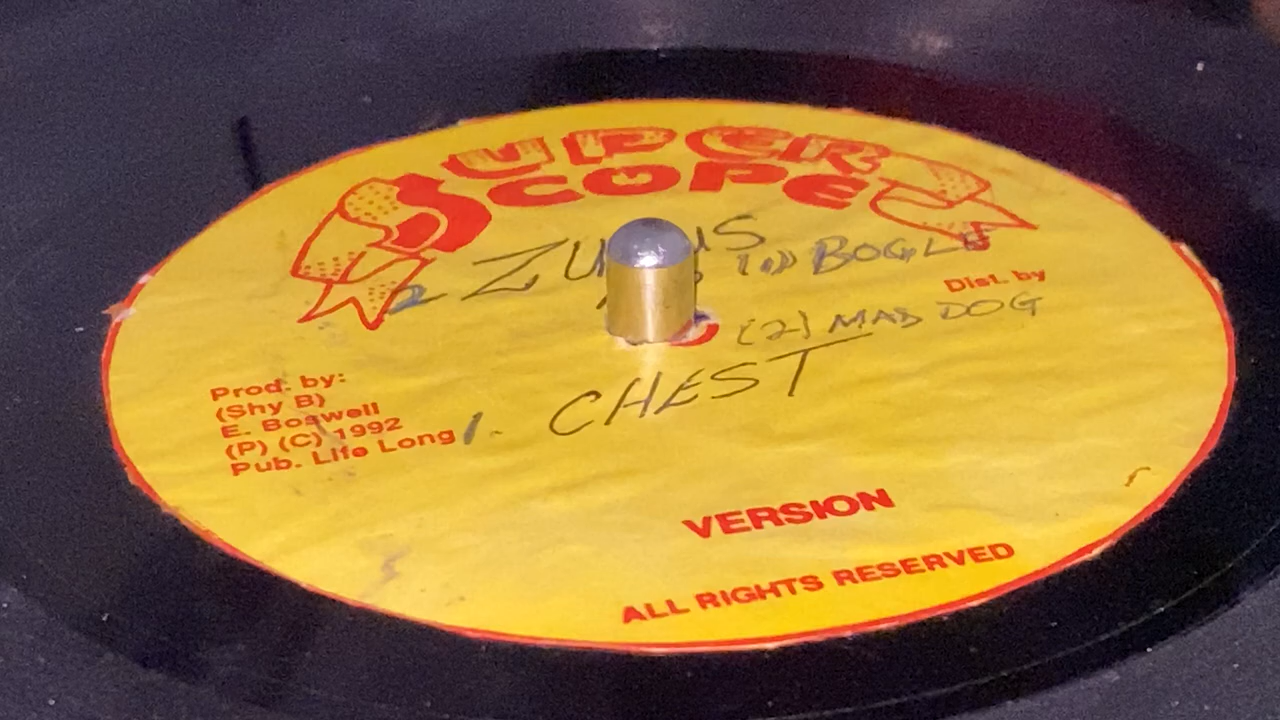 SUPER
SCOPE
(1) BOGLE
Dist. by
(2) MAD DOG
Prod. by:
(Shy B)
E. Boswell
(P) (C) 1992
Pub. Life Long
1. CHEST
VERSION
ALL RIGHTS RESERVED